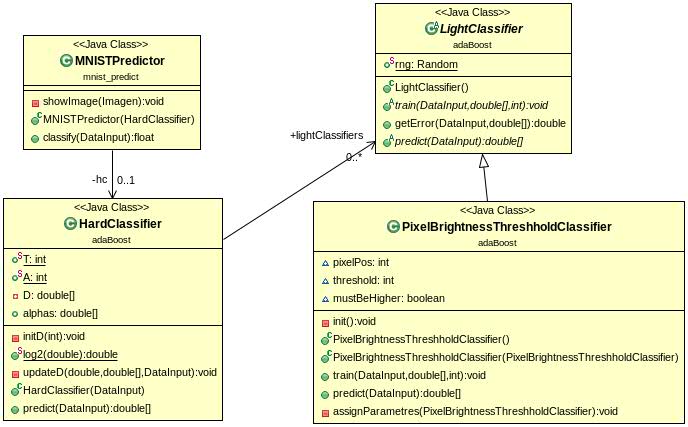 <<Java Class>>
MNISTPredictor
mnist_predict
showImage(Imagen):void
MNISTPredictor(HardClassifier)
classify(DataInput):float
-hc
0..1
<<Java Class>>
LightClassifier
adaBoost
rng: Random
LightClassifier()
train(DataInput,double[],int):void
getError(DataInput,double[]):double
predict(DataInput):double[]
+lightClassifiers
0..*
<<Java Class>>
HardClassifier
adaBoost
T: int
A: int
D: double[]
alphas: double[]
initD(int):void
log2(double):double
updateD(double,double[],DataInput):void
HardClassifier(DataInput)
predict(DataInput):double[]
<<Java Class>>
PixelBrightnessThreshholdClassifier
adaBoost
pixelPos: int
threshold: int
mustBeHigher: boolean
init():void
PixelBrightnessThreshholdClassifier()
PixelBrightnessThreshholdClassifier(PixelBrightnessThreshholdClassifier)
train(DataInput,double[],int):void
predict(DataInput):double[]
assignParametres(PixelBrightnessThreshholdClassifier):void